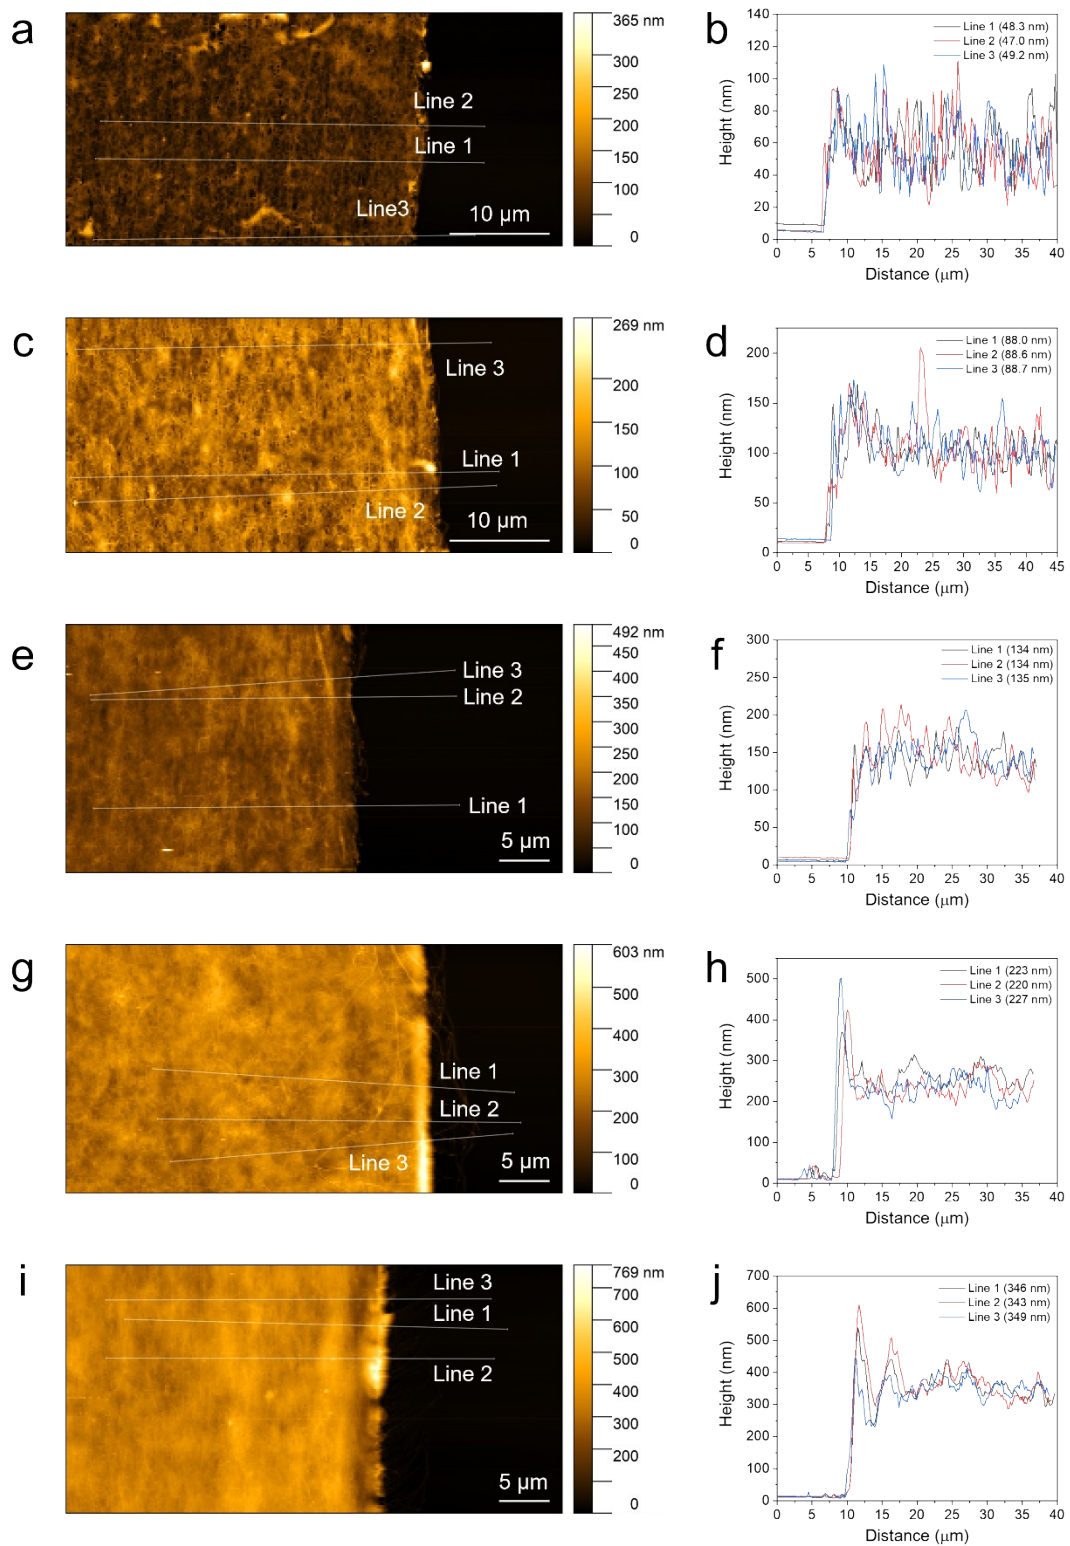 a
Line 2
Line 1
Line3
10 µm
365 nm
300
250
200
150
100
0
b
Line 1 (48.3 nm)
Line 2 (47.0 nm)
Line 3 (49.2 nm)
140
120
100
80
60
40
20
0
0 5 10 15 20 25 30 35 40
Height (nm)
Distance (µm)
c
Line 3
Line 1
Line 2
10 µm
269 nm
200
150
100
50
0
d
Line 1 (88.0 nm)
Line 2 (88.6 nm)
Line 3 (88.7 nm)
200
150
100
50
0
0 5 10 15 20 25 30 35 40 45
Height (nm)
Distance (µm)
e
Line 3
Line 2
Line 1
5 µm
492 nm
450
400
350
300
250
200
150
100
0
f
Line 1 (134 nm)
Line 2 (134 nm)
Line 3 (135 nm)
300
250
200
150
100
50
0
0 5 10 15 20 25 30 35 40
Height (nm)
Distance (µm)
g
Line 1
Line 2
Line 3
5 µm
603 nm
500
400
300
200
100
0
h
Line 1 (223 nm)
Line 2 (220 nm)
Line 3 (227 nm)
500
400
300
200
100
0
0 5 10 15 20 25 30 35 40
Height (nm)
Distance (µm)
i
Line 3
Line 1
Line 2
5 µm
769 nm
700
600
500
400
300
200
0
j
Line 1 (346 nm)
Line 2 (343 nm)
Line 3 (349 nm)
700
600
500
400
300
200
100
0
0 5 10 15 20 25 30 35 40
Height (nm)
Distance (µm)